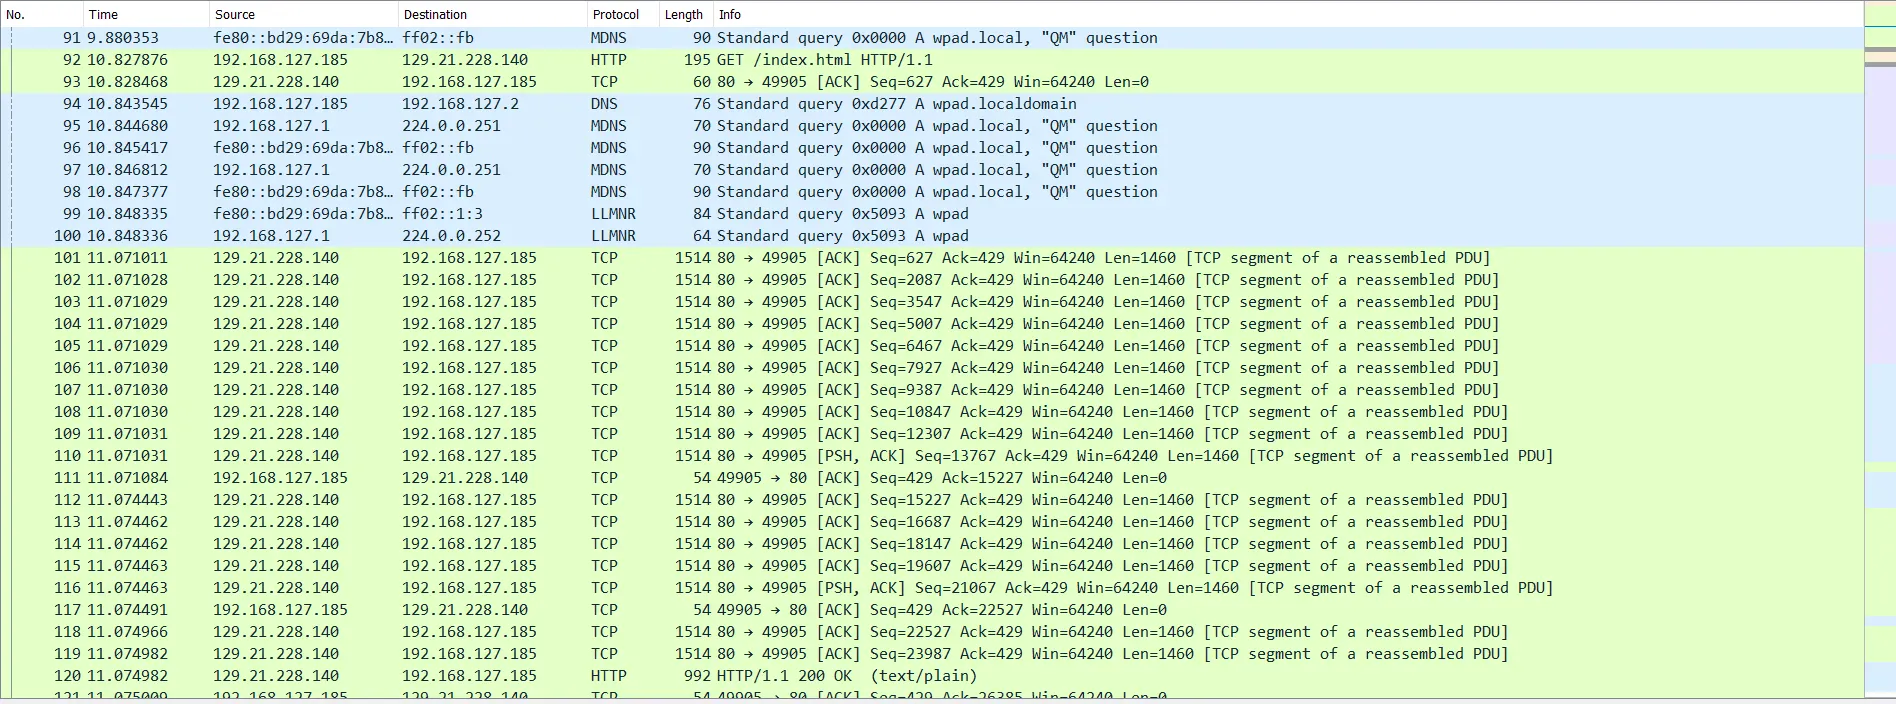 No. Time Source Destination Protocol Length Info
91 9.880353 fe80::bd29:69da:7b8… ff02::fb MDNS 90 Standard query 0x0000 A wpad.local, "QM" question
92 10.827876 192.168.127.185 129.21.228.140 HTTP 195 GET /index.html HTTP/1.1
93 10.828468 129.21.228.140 192.168.127.185 TCP 60 80 → 49905 [ACK] Seq=627 Ack=429 Win=64240 Len=0
94 10.843545 192.168.127.185 192.168.127.2 DNS 76 Standard query 0xd277 A wpad.localdomain
95 10.844680 192.168.127.1 224.0.0.251 MDNS 70 Standard query 0x0000 A wpad.local, "QM" question
96 10.845417 fe80::bd29:69da:7b8… ff02::fb MDNS 90 Standard query 0x0000 A wpad.local, "QM" question
97 10.846812 192.168.127.1 224.0.0.251 MDNS 70 Standard query 0x0000 A wpad.local, "QM" question
98 10.847377 fe80::bd29:69da:7b8… ff02::fb MDNS 90 Standard query 0x0000 A wpad.local, "QM" question
99 10.848335 fe80::bd29:69da:7b8… ff02::1:3 LLMNR 84 Standard query 0x5093 A wpad
100 10.848336 192.168.127.1 224.0.0.252 LLMNR 64 Standard query 0x5093 A wpad
101 11.071011 129.21.228.140 192.168.127.185 TCP 1514 80 → 49905 [ACK] Seq=627 Ack=429 Win=64240 Len=1460 [TCP segment of a reassembled PDU]
102 11.071028 129.21.228.140 192.168.127.185 TCP 1514 80 → 49905 [ACK] Seq=2087 Ack=429 Win=64240 Len=1460 [TCP segment of a reassembled PDU]
103 11.071029 129.21.228.140 192.168.127.185 TCP 1514 80 → 49905 [ACK] Seq=3547 Ack=429 Win=64240 Len=1460 [TCP segment of a reassembled PDU]
104 11.071029 129.21.228.140 192.168.127.185 TCP 1514 80 → 49905 [ACK] Seq=5007 Ack=429 Win=64240 Len=1460 [TCP segment of a reassembled PDU]
105 11.071029 129.21.228.140 192.168.127.185 TCP 1514 80 → 49905 [ACK] Seq=6467 Ack=429 Win=64240 Len=1460 [TCP segment of a reassembled PDU]
106 11.071030 129.21.228.140 192.168.127.185 TCP 1514 80 → 49905 [ACK] Seq=7927 Ack=429 Win=64240 Len=1460 [TCP segment of a reassembled PDU]
107 11.071030 129.21.228.140 192.168.127.185 TCP 1514 80 → 49905 [ACK] Seq=9387 Ack=429 Win=64240 Len=1460 [TCP segment of a reassembled PDU]
108 11.071030 129.21.228.140 192.168.127.185 TCP 1514 80 → 49905 [ACK] Seq=10847 Ack=429 Win=64240 Len=1460 [TCP segment of a reassembled PDU]
109 11.071031 129.21.228.140 192.168.127.185 TCP 1514 80 → 49905 [ACK] Seq=12307 Ack=429 Win=64240 Len=1460 [TCP segment of a reassembled PDU]
110 11.071031 129.21.228.140 192.168.127.185 TCP 1514 80 → 49905 [PSH, ACK] Seq=13767 Ack=429 Win=64240 Len=1460 [TCP segment of a reassembled PDU]
111 11.071084 192.168.127.185 129.21.228.140 TCP 54 49905 → 80 [ACK] Seq=429 Ack=15227 Win=64240 Len=0
112 11.074443 129.21.228.140 192.168.127.185 TCP 1514 80 → 49905 [ACK] Seq=15227 Ack=429 Win=64240 Len=1460 [TCP segment of a reassembled PDU]
113 11.074462 129.21.228.140 192.168.127.185 TCP 1514 80 → 49905 [ACK] Seq=16687 Ack=429 Win=64240 Len=1460 [TCP segment of a reassembled PDU]
114 11.074462 129.21.228.140 192.168.127.185 TCP 1514 80 → 49905 [ACK] Seq=18147 Ack=429 Win=64240 Len=1460 [TCP segment of a reassembled PDU]
115 11.074463 129.21.228.140 192.168.127.185 TCP 1514 80 → 49905 [ACK] Seq=19607 Ack=429 Win=64240 Len=1460 [TCP segment of a reassembled PDU]
116 11.074463 129.21.228.140 192.168.127.185 TCP 1514 80 → 49905 [PSH, ACK] Seq=21067 Ack=429 Win=64240 Len=1460 [TCP segment of a reassembled PDU]
117 11.074491 192.168.127.185 129.21.228.140 TCP 54 49905 → 80 [ACK] Seq=429 Ack=22527 Win=64240 Len=0
118 11.074966 129.21.228.140 192.168.127.185 TCP 1514 80 → 49905 [ACK] Seq=22527 Ack=429 Win=64240 Len=1460 [TCP segment of a reassembled PDU]
119 11.074982 129.21.228.140 192.168.127.185 TCP 1514 80 → 49905 [ACK] Seq=23987 Ack=429 Win=64240 Len=1460 [TCP segment of a reassembled PDU]
120 11.074982 129.21.228.140 192.168.127.185 HTTP 992 HTTP/1.1 200 OK (text/plain)
121 11.075009 192.168.127.185 129.21.228.140 TCP 54 49905 → 80 [ACK] Seq=429 Ack=26385 Win=64240 Len=0